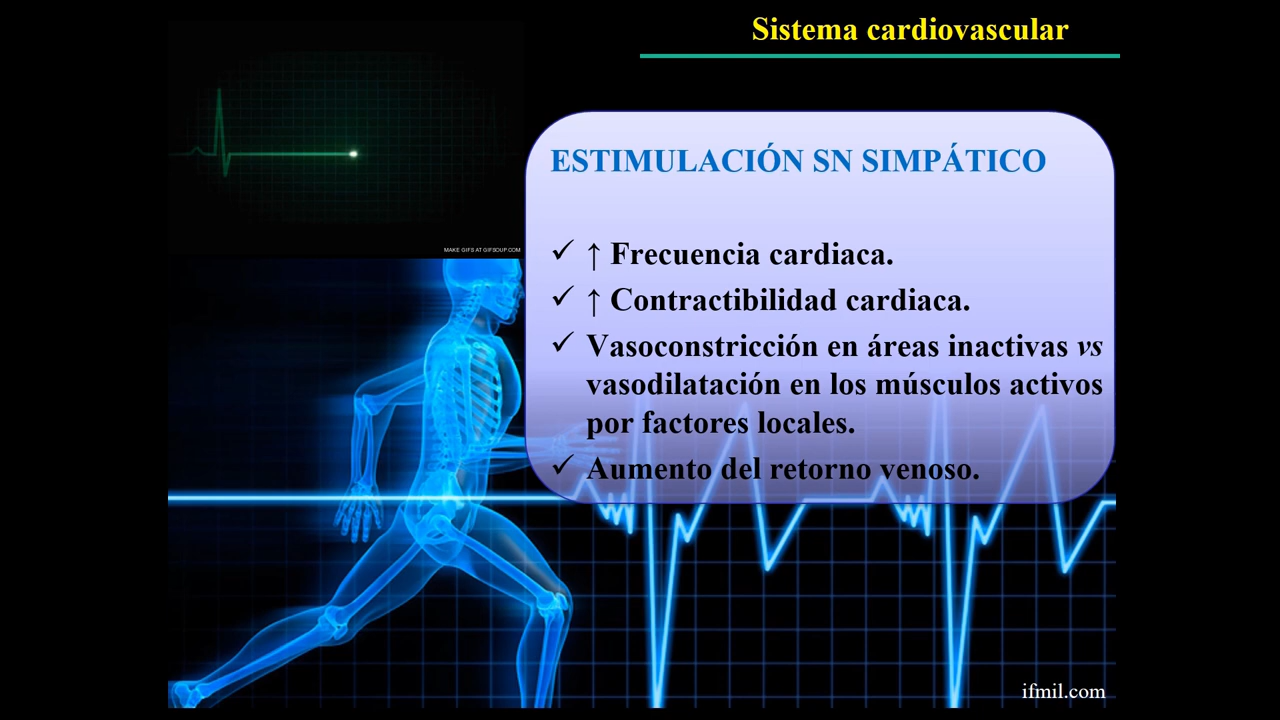 Sistema cardiovascular
ESTIMULACIÓN SN SIMPÁTICO
✓ ↑ Frecuencia cardiaca.
✓ ↑ Contractibilidad cardiaca.
✓ Vasoconstricción en áreas inactivas vs
vasodilatación en los músculos activos
por factores locales.
✓ Aumento del retorno venoso.
MAKE GIFS AT GIFSOUP.COM
ifmil.com